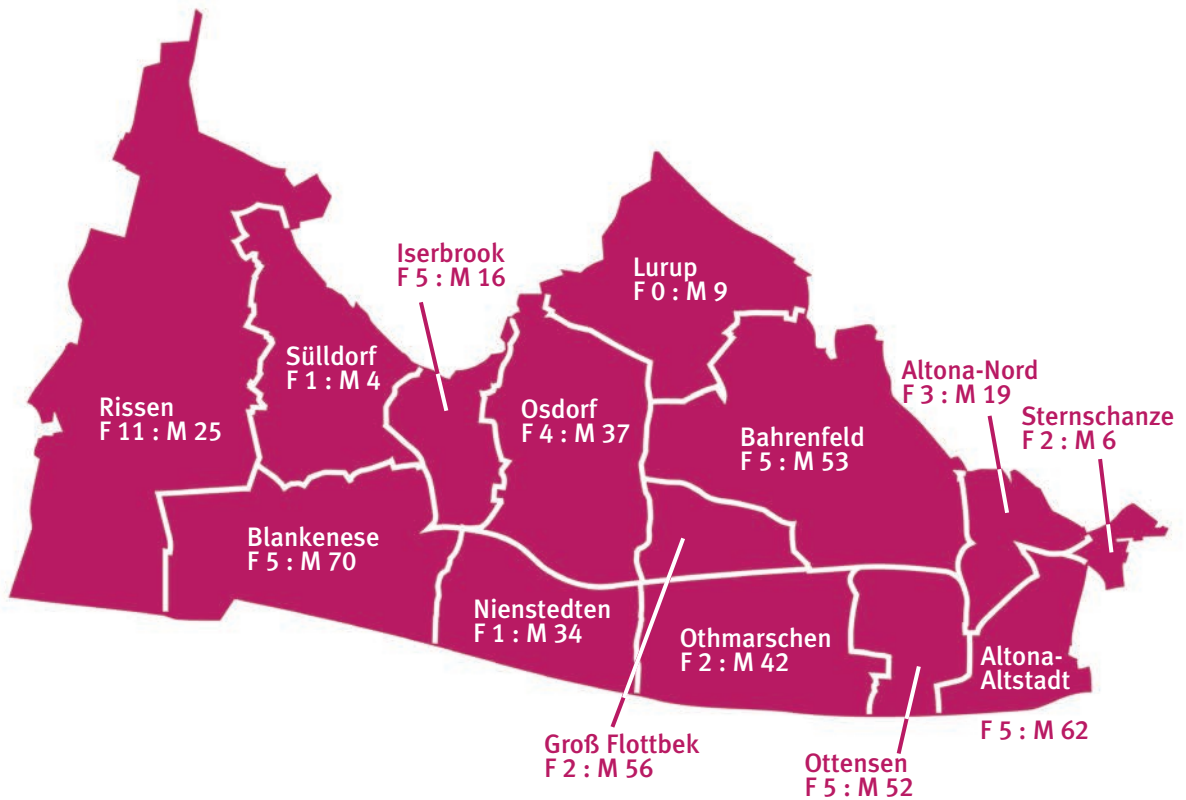 Iserbrook
F 5 : M 16
Lurup
F 0 : M 9
Sülldorf
F 1 : M 4
Rissen
F 11 : M 25
Osdorf
F 4 : M 37
Altona-Nord
F 3 : M 19
Sternschanze
F 2 : M 6
Bahrenfeld
F 5 : M 53
Blankenese
F 5 : M 70
Nienstedten
F 1 : M 34
Othmarschen
F 2 : M 42
Altona-
Altstadt
F 5 : M 62
Groß Flottbek
F 2 : M 56
Ottensen
F 5 : M 52